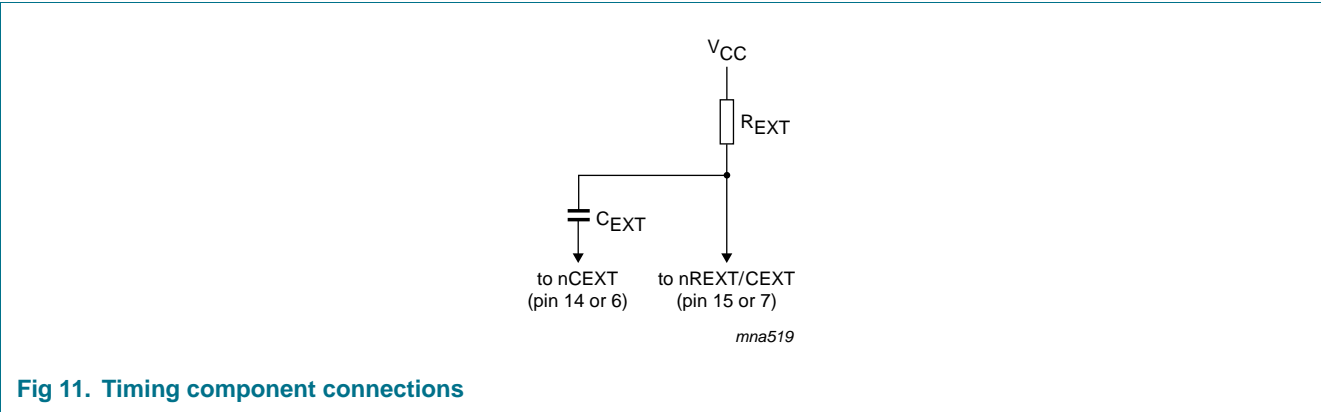 VCC
REXT
CEXT
to nCEXT
(pin 14 or 6)
to nREXT/CEXT
(pin 15 or 7)
mna519
Fig 11. Timing component connections